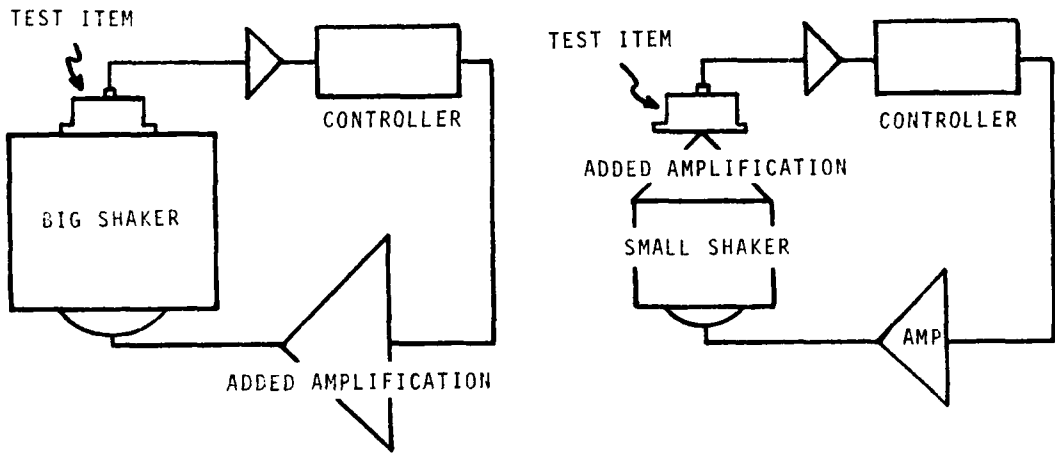 TEST ITEM
CONTROLLER
BIG SHAKER
ADDED AMPLIFICATION
TEST ITEM
CONTROLLER
ADDED AMPLIFICATION
SMALL SHAKER
AMP